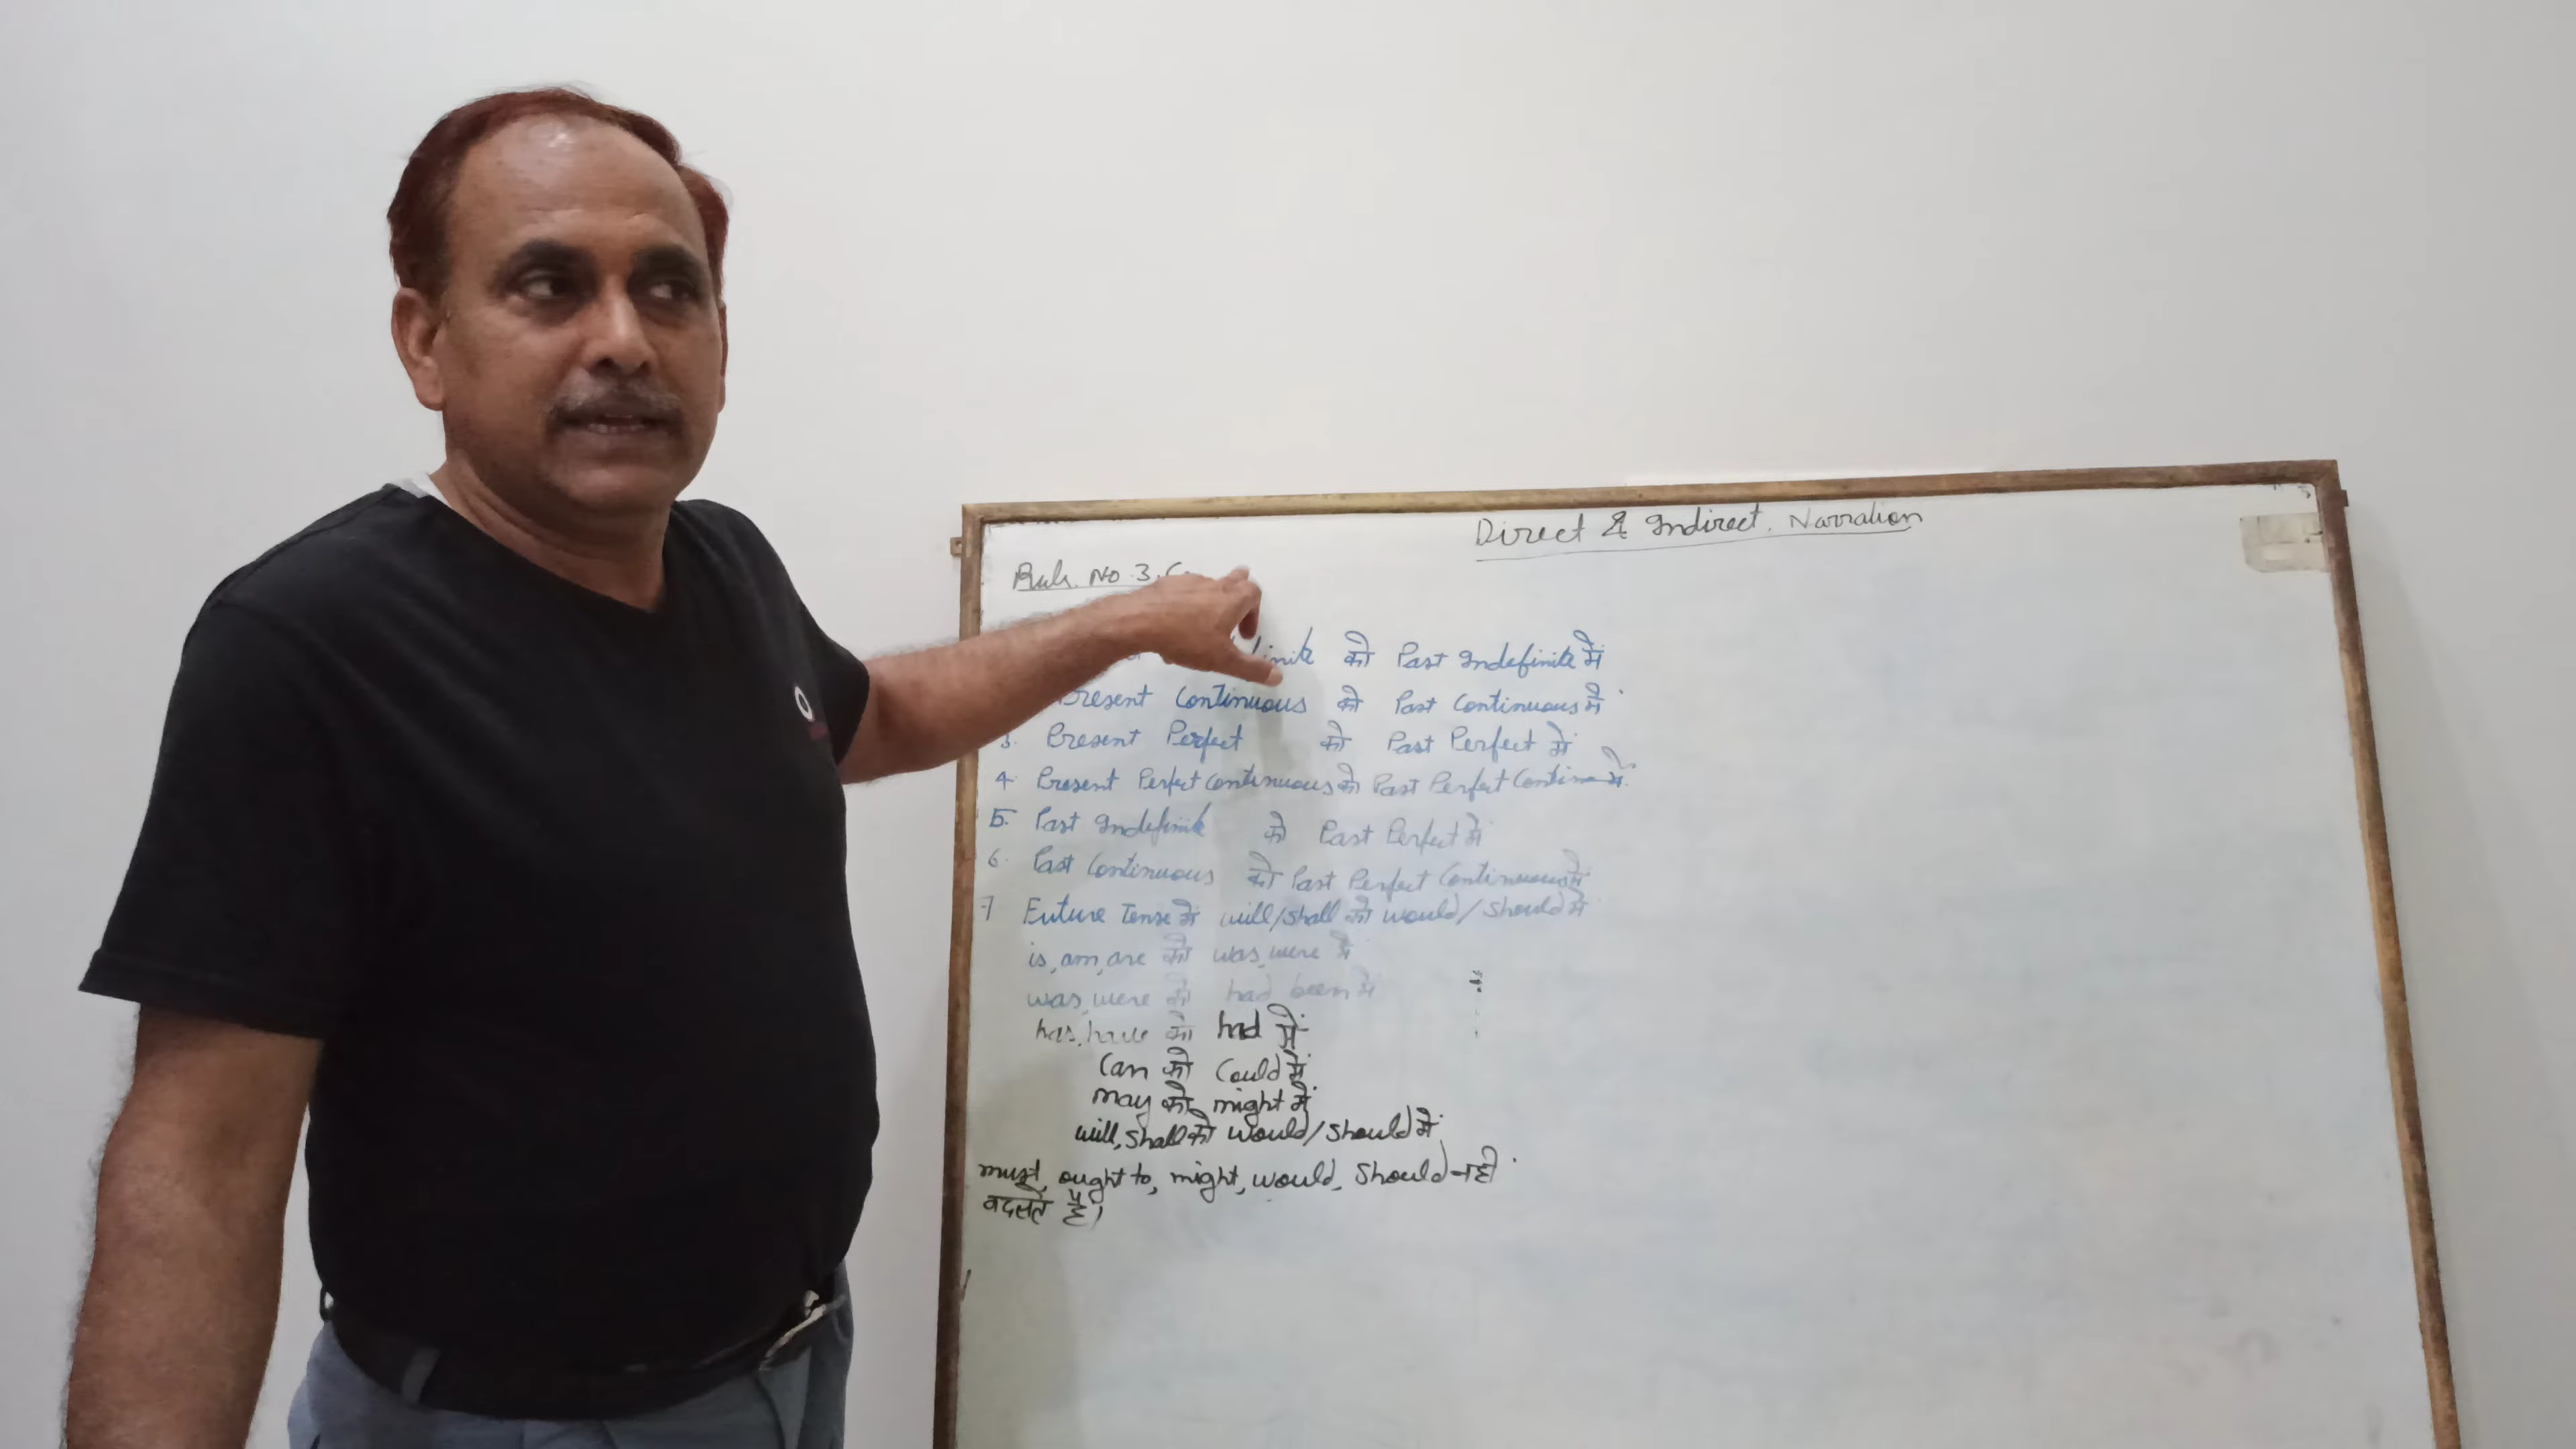 Direct & Indirect. Narration
Rule. No. 3.
को Past Indefinite में
Present Continuous को Past Continuous में
3. Present Perfect को Past Perfect में
4. Present Perfect Continuous को Past Perfect में
5. Past Indefinite को Past Perfect में
6. Past Continuous को Past Perfect Continuous में
7 Future Tense में will/shall को would/should में
is, am, are को was, were में
was, were को had been में
has, have को had में
Can को Could में
may को might में
will, shall को would/should में
must, ought to, might, would, should नही
बदलते है।